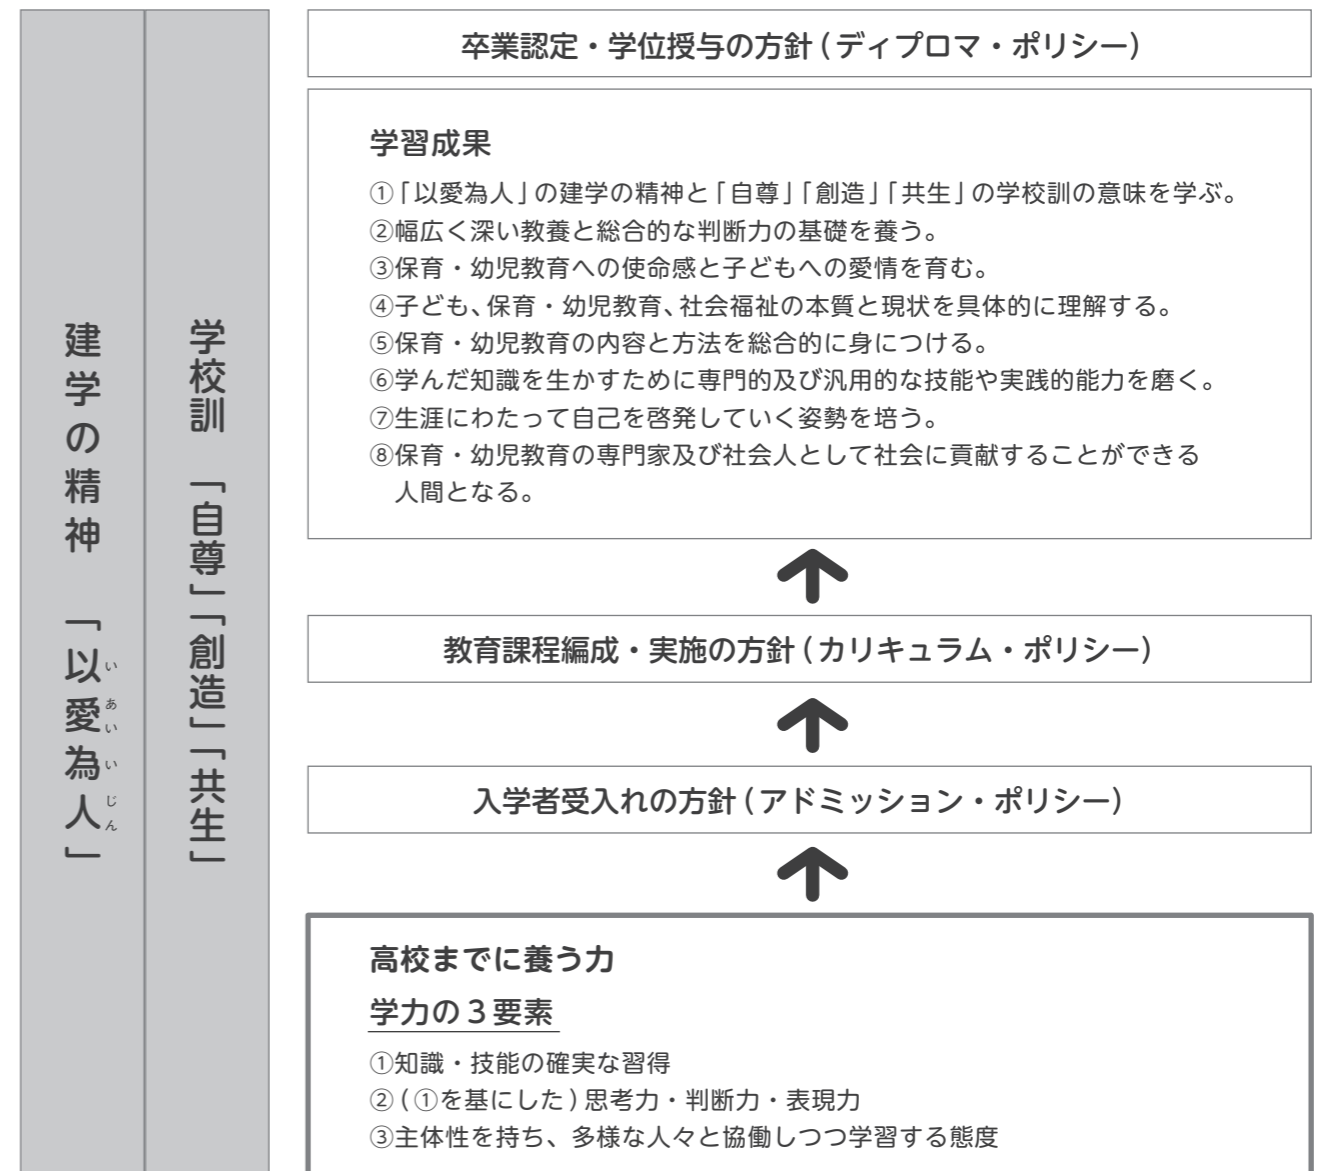 建学の精神 「以愛為人」
いあいいじん
学校訓 「自尊」「創造」「共生」
卒業認定・学位授与の方針(ディプロマ・ポリシー)
学習成果
①「以愛為人」の建学の精神と「自尊」「創造」「共生」の学校訓の意味を学ぶ。
②幅広く深い教養と総合的な判断力の基礎を養う。
③保育・幼児教育への使命感と子どもへの愛情を育む。
④子ども、保育・幼児教育、社会福祉の本質と現状を具体的に理解する。
⑤保育・幼児教育の内容と方法を総合的に身につける。
⑥学んだ知識を生かすために専門的及び汎用的な技能や実践的能力を磨く。
⑦生涯にわたって自己を啓発していく姿勢を培う。
⑧保育・幼児教育の専門家及び社会人として社会に貢献することができる
人間となる。
教育課程編成・実施の方針(カリキュラム・ポリシー)
入学者受入れの方針(アドミッション・ポリシー)
高校までに養う力
学力の3要素
①知識・技能の確実な習得
②(①を基にした)思考力・判断力・表現力
③主体性を持ち、多様な人々と協働しつつ学習する態度